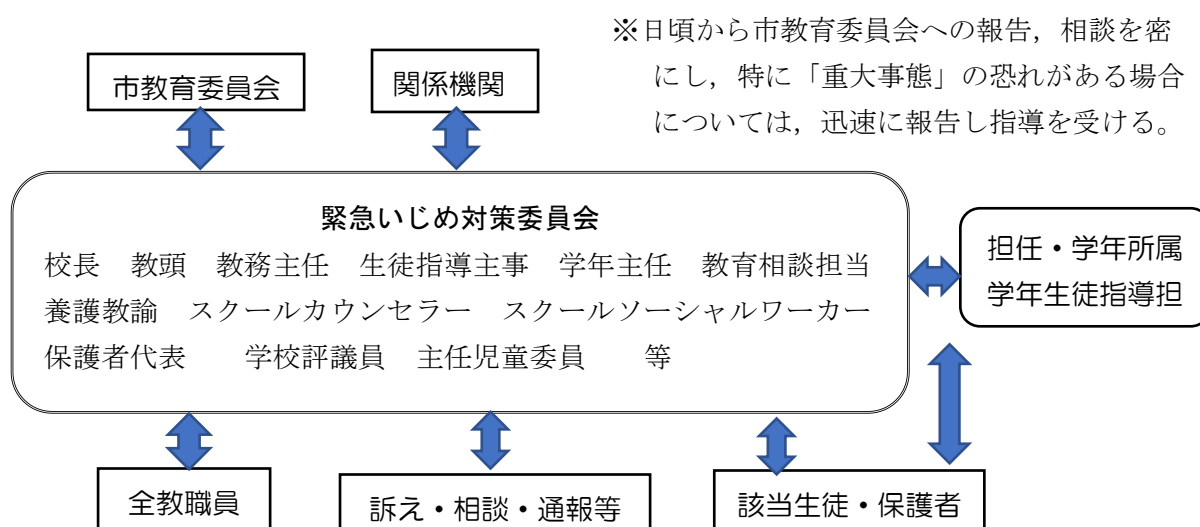 ※日頃から市教育委員会への報告，相談を密
にし，特に「重大事態」の恐れがある場合
については，迅速に報告し指導を受ける。
市教育委員会
関係機関
緊急いじめ対策委員会
校長　教頭　教務主任　生徒指導主事　学年主任　教育相談担当
養護教諭　スクールカウンセラー　スクールソーシャルワーカー
保護者代表　　学校評議員　主任児童委員　　等
担任・学年所属
学年生徒指導担
全教職員
訴え・相談・通報等
該当生徒・保護者